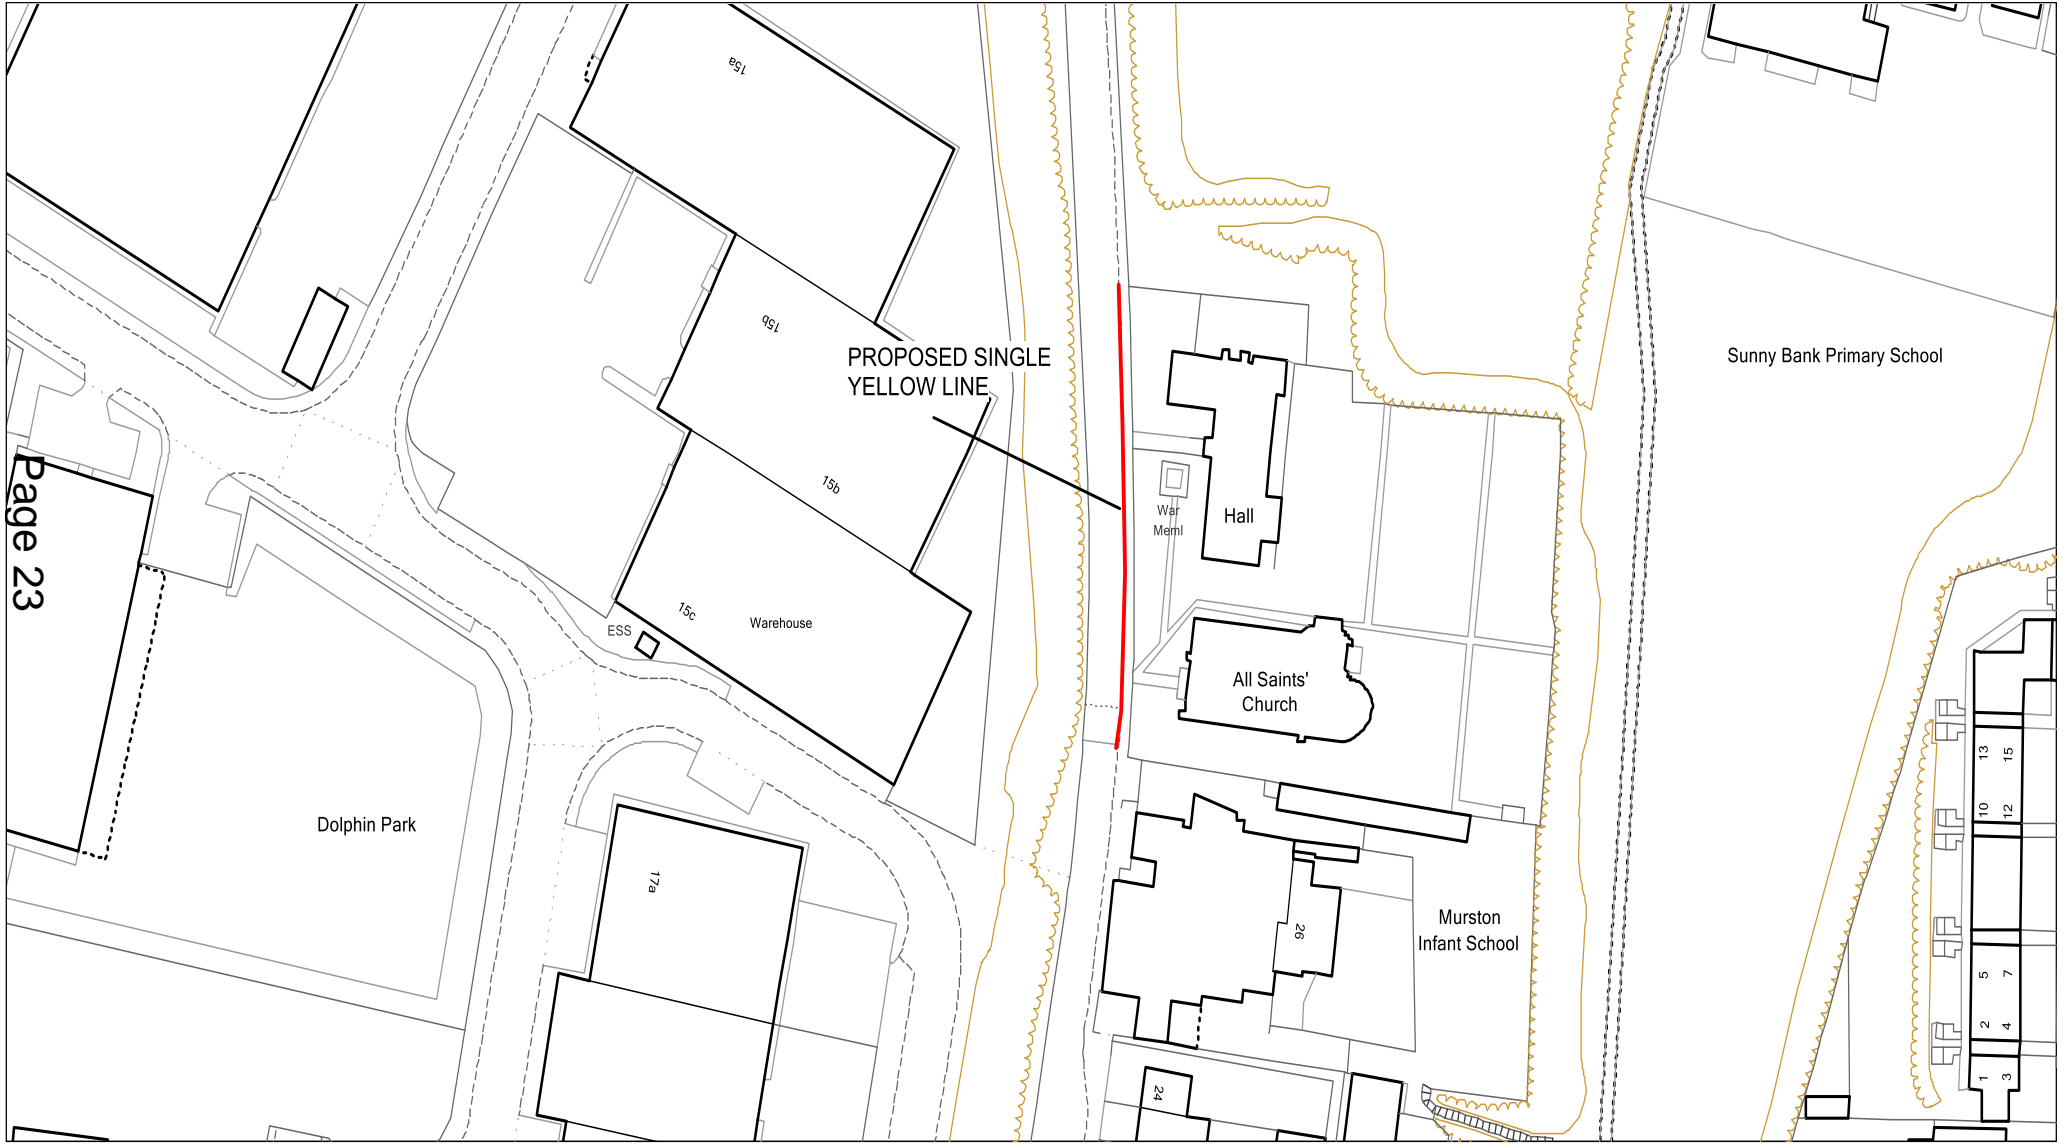 15a
15b
PROPOSED SINGLE
YELLOW LINE
Sunny Bank Primary School
Page 23
15b
War
Meml
Hall
15c
Warehouse
ESS
All Saints'
Church
13
15
10
12
Dolphin Park
17a
Murston
Infant School
26
5
7
2
4
24
1
3